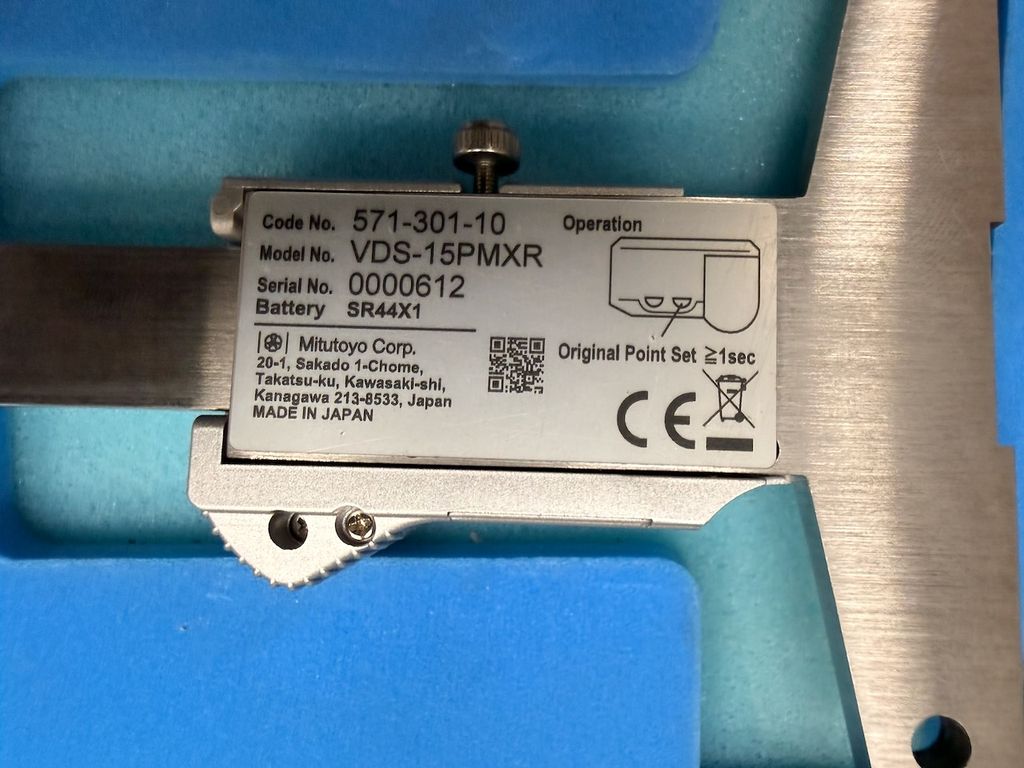 Code No. 571-301-10
Model No. VDS-15PMXR
Serial No. 0000612
Battery SR44X1
Mitutoyo Corp.
20-1, Sakado 1-Chome,
Takatsu-ku, Kawasaki-shi,
Kanagawa 213-8533, Japan
MADE IN JAPAN
Operation
Original Point Set ≧1sec
CE